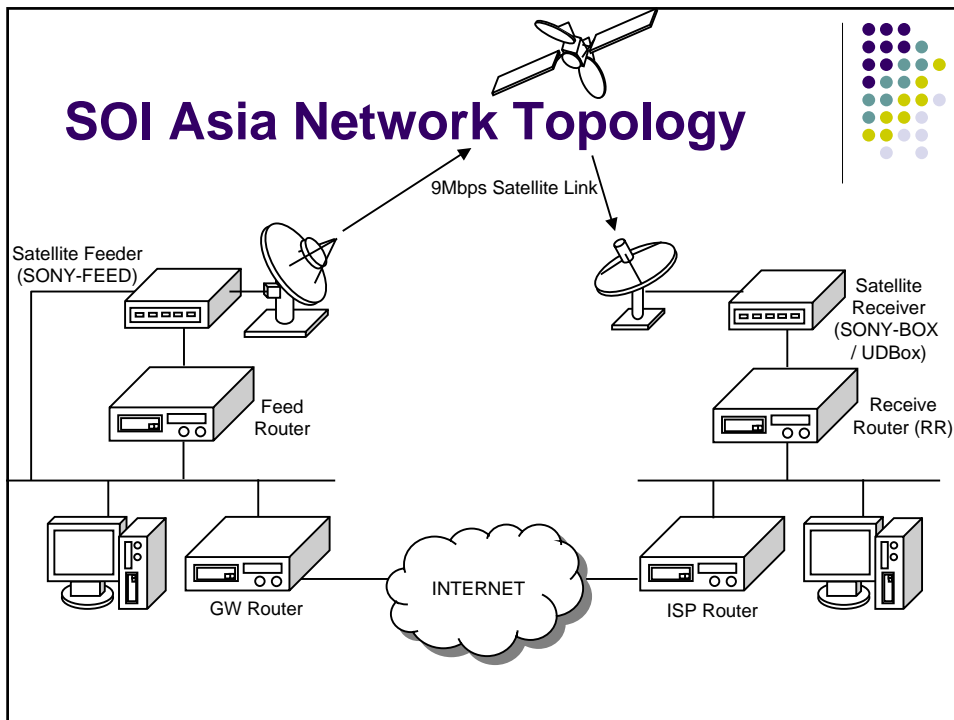 SOI Asia Network Topology
9Mbps Satellite Link
Satellite Feeder
(SONY-FEED)
Satellite
Receiver
(SONY-BOX
/ UDBox)
Feed
Router
Receive
Router (RR)
GW Router
INTERNET
ISP Router